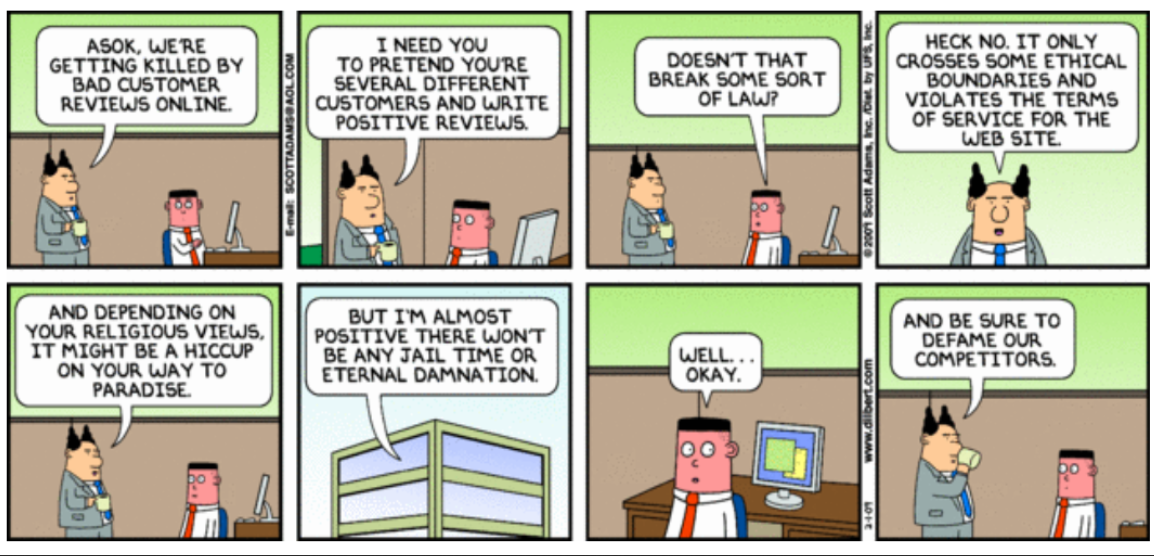 ASOK, WE'RE
GETTING KILLED BY
BAD CUSTOMER
REVIEWS ONLINE.
E-mail: SCOTTADAMS@AOL.COM
I NEED YOU
TO PRETEND YOU'RE
SEVERAL DIFFERENT
CUSTOMERS AND WRITE
POSITIVE REVIEWS.
DOESN'T THAT
BREAK SOME SORT
OF LAW?
© 2009 Scott Adams, Inc. /Dist. by UFS, Inc.
HECK NO. IT ONLY
CROSSES SOME ETHICAL
BOUNDARIES AND
VIOLATES THE TERMS
OF SERVICE FOR THE
WEB SITE.
AND DEPENDING ON
YOUR RELIGIOUS VIEWS,
IT MIGHT BE A HICCUP
ON YOUR WAY TO
PARADISE.
BUT I'M ALMOST
POSITIVE THERE WON'T
BE ANY JAIL TIME OR
ETERNAL DAMNATION.
WELL...
OKAY.
3-1-09 www.dilbert.com
AND BE SURE TO
DEFAME OUR
COMPETITORS.